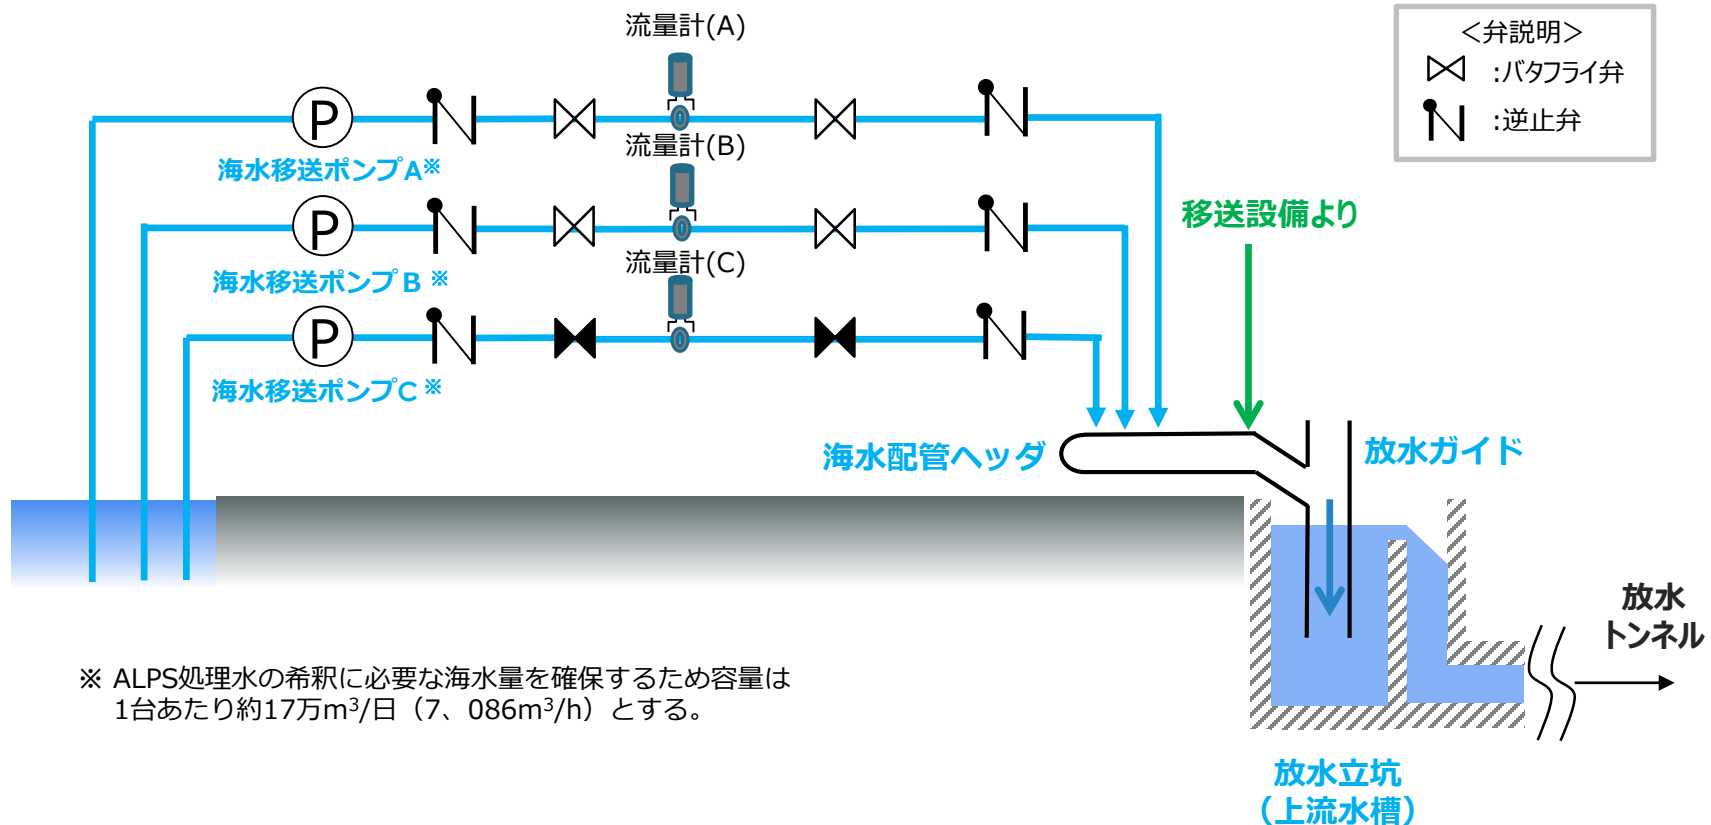 流量計(A)
＜弁説明＞
:バタフライ弁
:逆止弁
P
海水移送ポンプA※
流量計(B)
P
海水移送ポンプB※
流量計(C)
P
海水移送ポンプC※
移送設備より
海水配管ヘッダ
放水ガイド
放水
トンネル
※ ALPS処理水の希釈に必要な海水量を確保するため容量は
1台あたり約17万m³/日（7、086m³/h）とする。
放水立坑
（上流水槽）